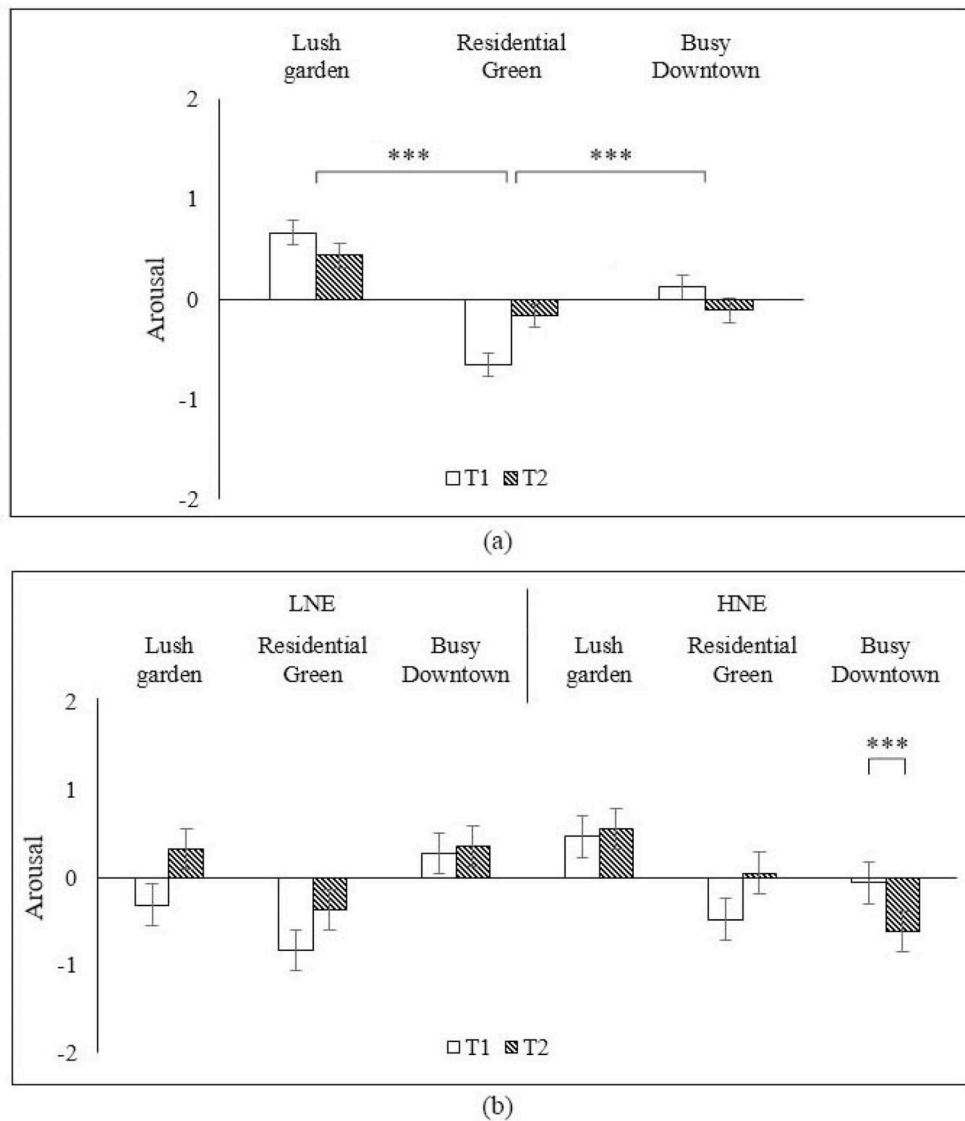 Lush garden
Residential Green
Busy Downtown
2
1
0
-1
-2
Arousal
***
***
T1 T2
(a)
LNE
HNE
Lush garden
Residential Green
Busy Downtown
Lush garden
Residential Green
Busy Downtown
2
1
0
-1
-2
Arousal
***
T1 T2
(b)